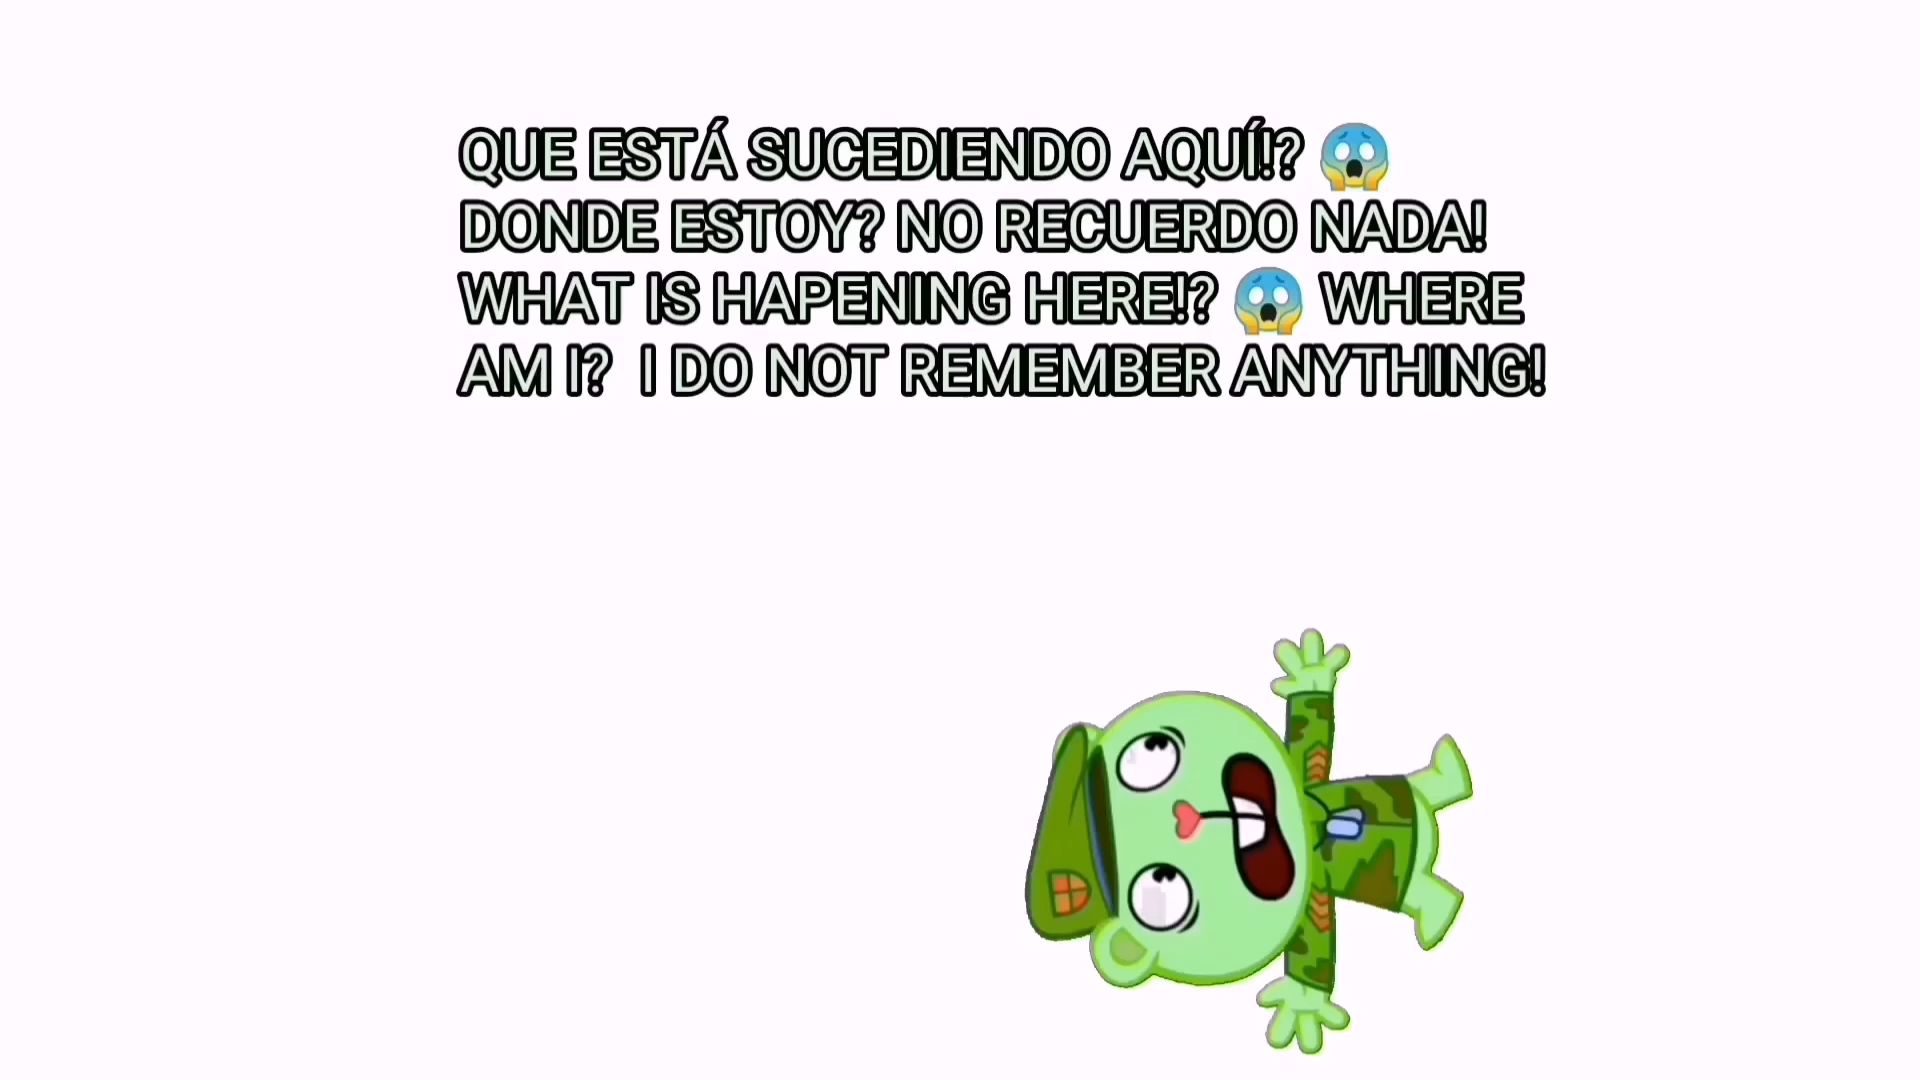 QUE ESTÁ SUCEDIENDO AQUÍ!? 😱
DONDE ESTOY? NO RECUERDO NADA!
WHAT IS HAPENING HERE!? 😱 WHERE
AM I?  I DO NOT REMEMBER ANYTHING!